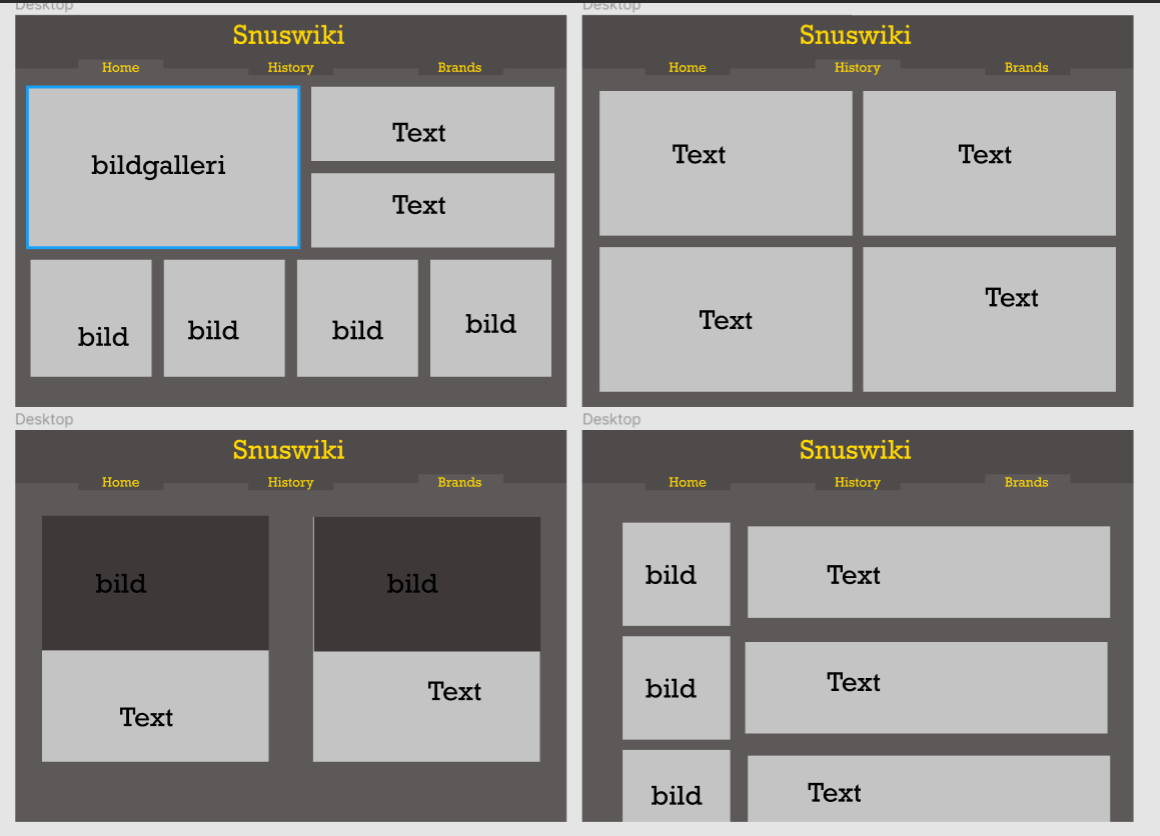 Desktop
Snuswiki
Home History Brands
bildgalleri
Text
Text
bild bild bild bild
Desktop
Snuswiki
Home History Brands
Text Text
Text Text
Desktop
Snuswiki
Home History Brands
bild bild
Text Text
Desktop
Snuswiki
Home History Brands
bild Text
bild Text
bild Text